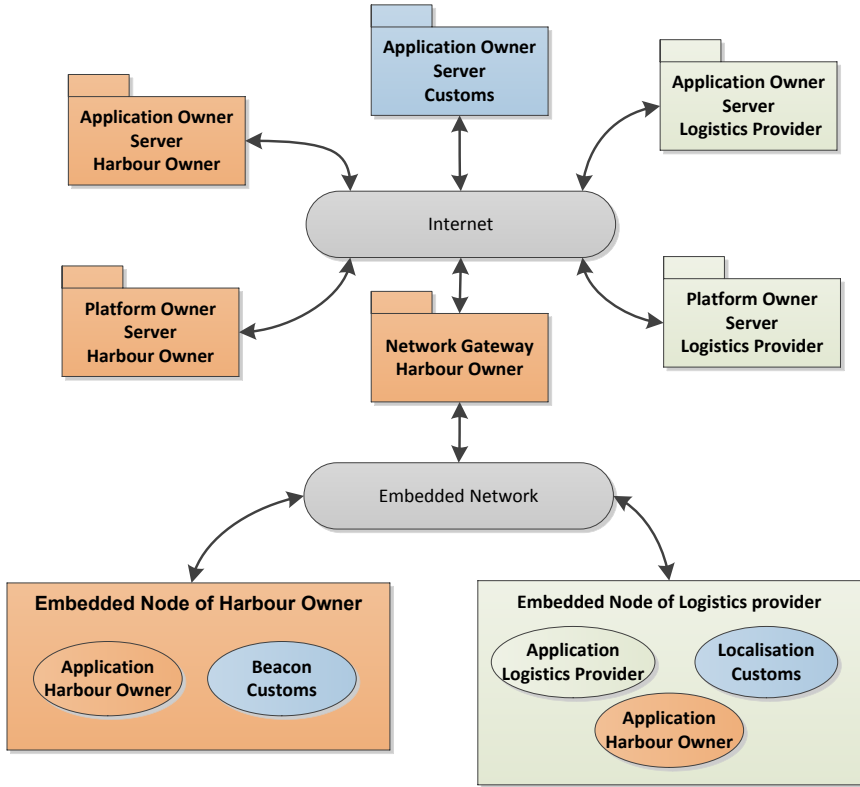 Application Owner
Server
Customs
Application Owner
Server
Harbour Owner
Application Owner
Server
Logistics Provider
Internet
Platform Owner
Server
Harbour Owner
Network Gateway
Harbour Owner
Platform Owner
Server
Logistics Provider
Embedded Network
Embedded Node of Harbour Owner
Application
Harbour Owner
Beacon
Customs
Embedded Node of Logistics provider
Application
Logistics Provider
Localisation
Customs
Application
Harbour Owner